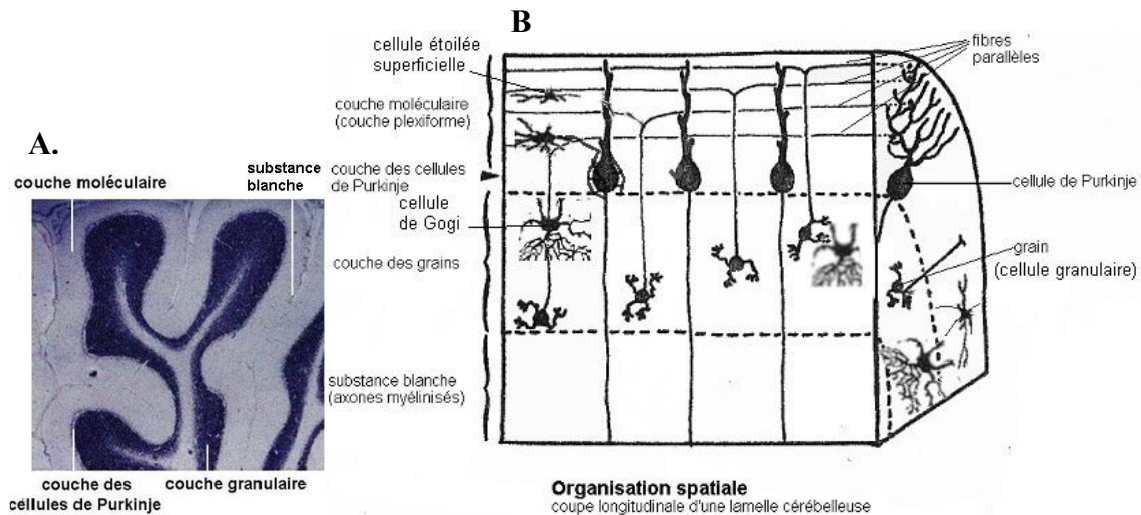 A.
couche moléculaire
substance
blanche
couche des
cellules de Purkinje
couche granulaire
B
cellule étoilée
superficielle
fibres
parallèles
couche moléculaire
(couche plexiforme)
couche des cellules
de Purkinje
cellule de Purkinje
cellule
de Gogi
couche des grains
grain
(cellule granulaire)
substance blanche
(axones myélinisés)
Organisation spatiale
coupe longitudinale d'une lamelle cérébelleuse